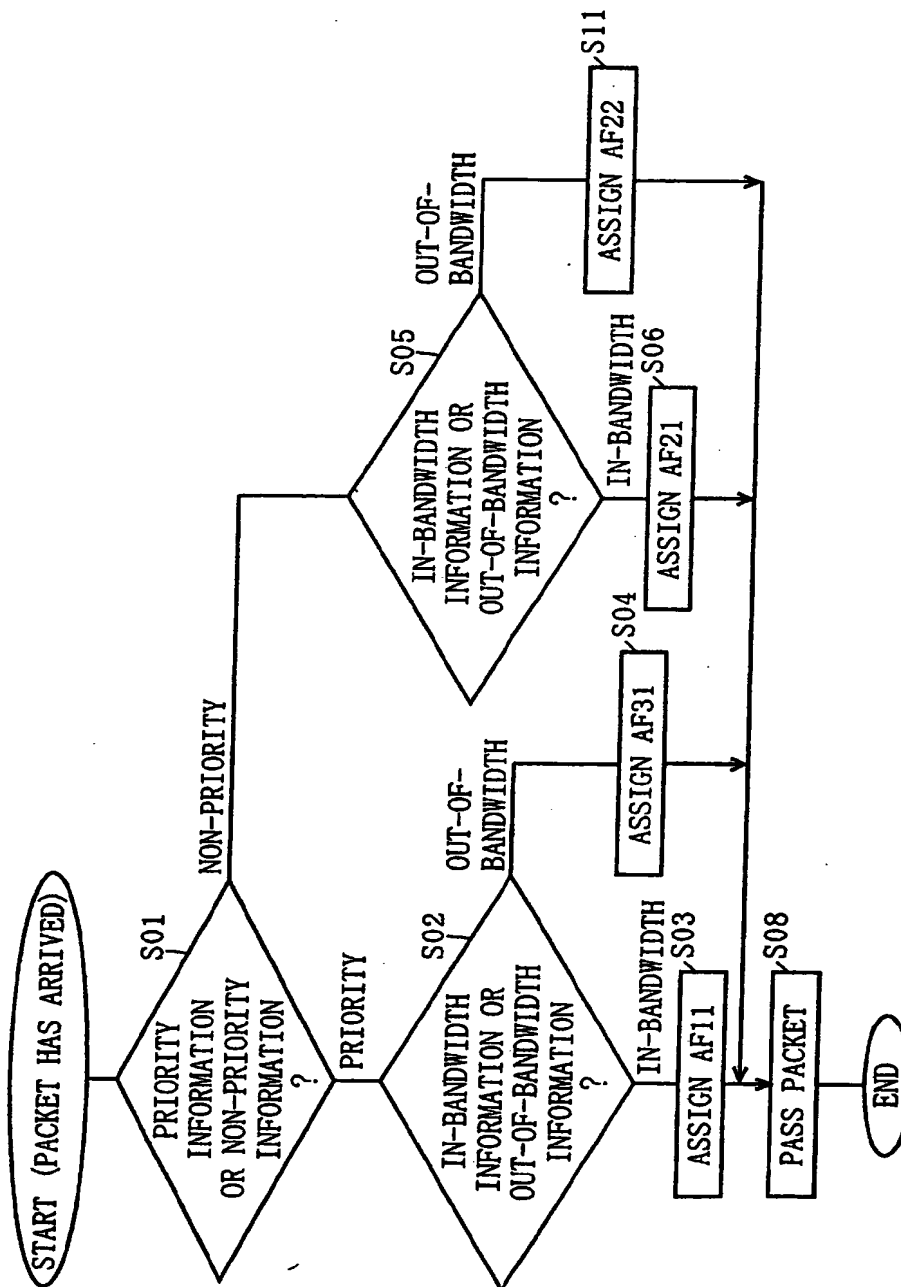 START (PACKET HAS ARRIVED)
S01
PRIORITY
INFORMATION
OR NON-PRIORITY
INFORMATION
?
NON-PRIORITY
PRIORITY
S02
IN-BANDWIDTH
INFORMATION OR
OUT-OF-BANDWIDTH
INFORMATION
?
OUT-OF-
BANDWIDTH
IN-BANDWIDTH
S03
ASSIGN AF11
S04
ASSIGN AF31
S05
IN-BANDWIDTH
INFORMATION OR
OUT-OF-BANDWIDTH
INFORMATION
?
OUT-OF-
BANDWIDTH
IN-BANDWIDTH
S06
ASSIGN AF21
S11
ASSIGN AF22
S08
PASS PACKET
END